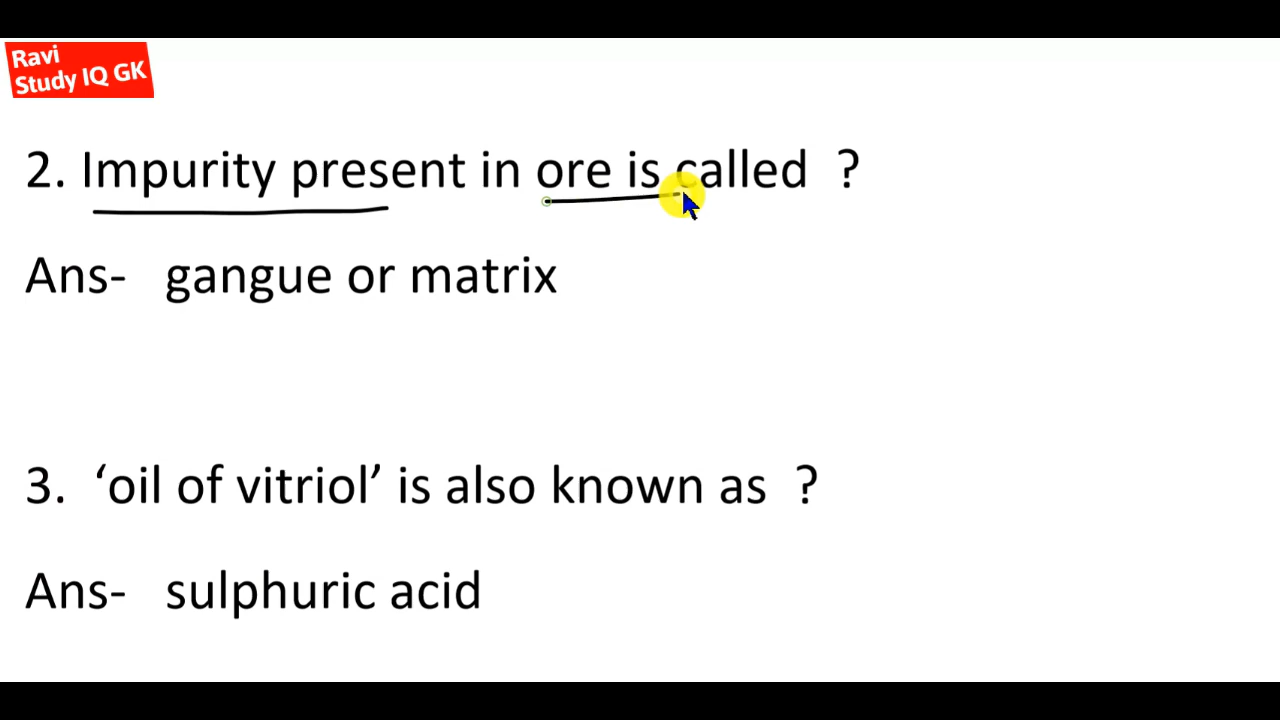 Ravi
Study IQ GK
2. Impurity present in ore is called ?
Ans- gangue or matrix
3. ‘oil of vitriol’ is also known as ?
Ans- sulphuric acid